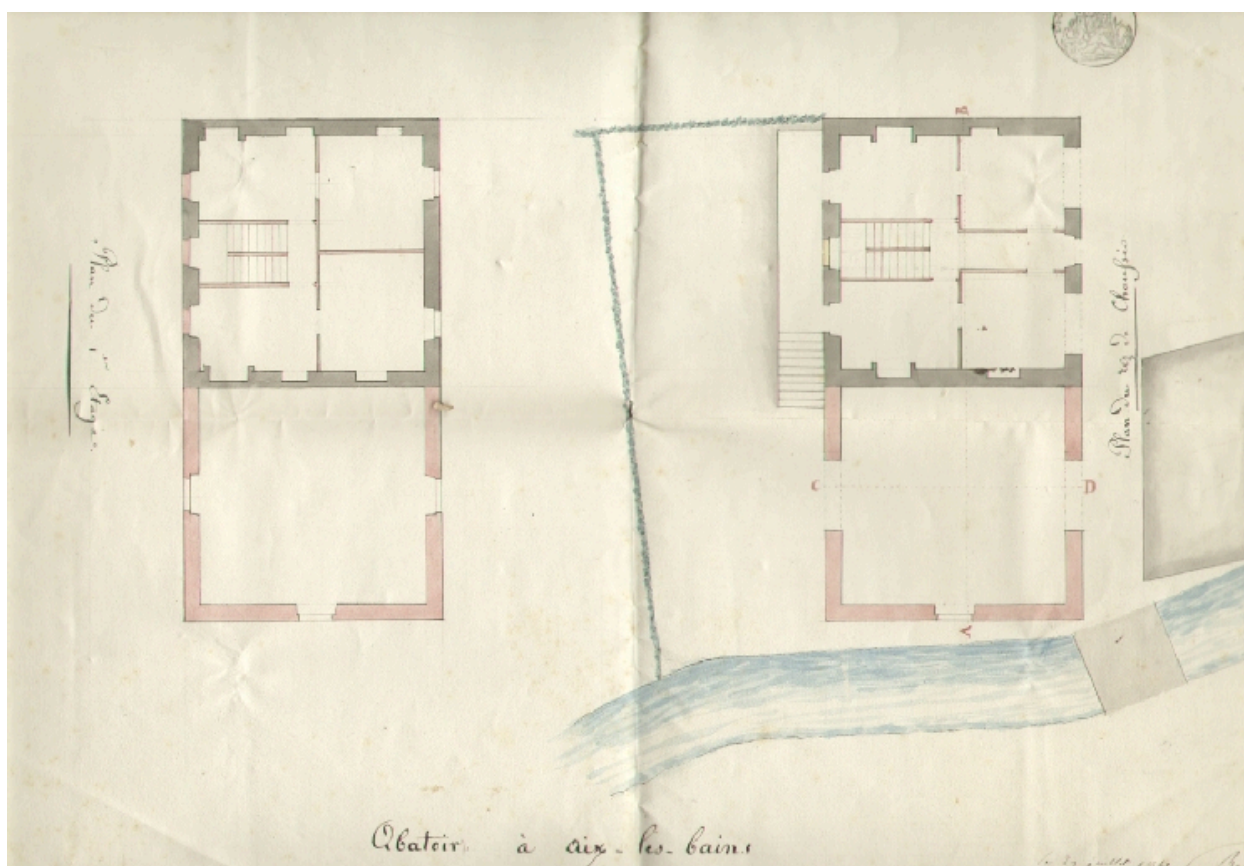 Plan du 1er Etage
Plan du rez de Chaussée
B
C
D
A
Abatoir à aix-les-bains